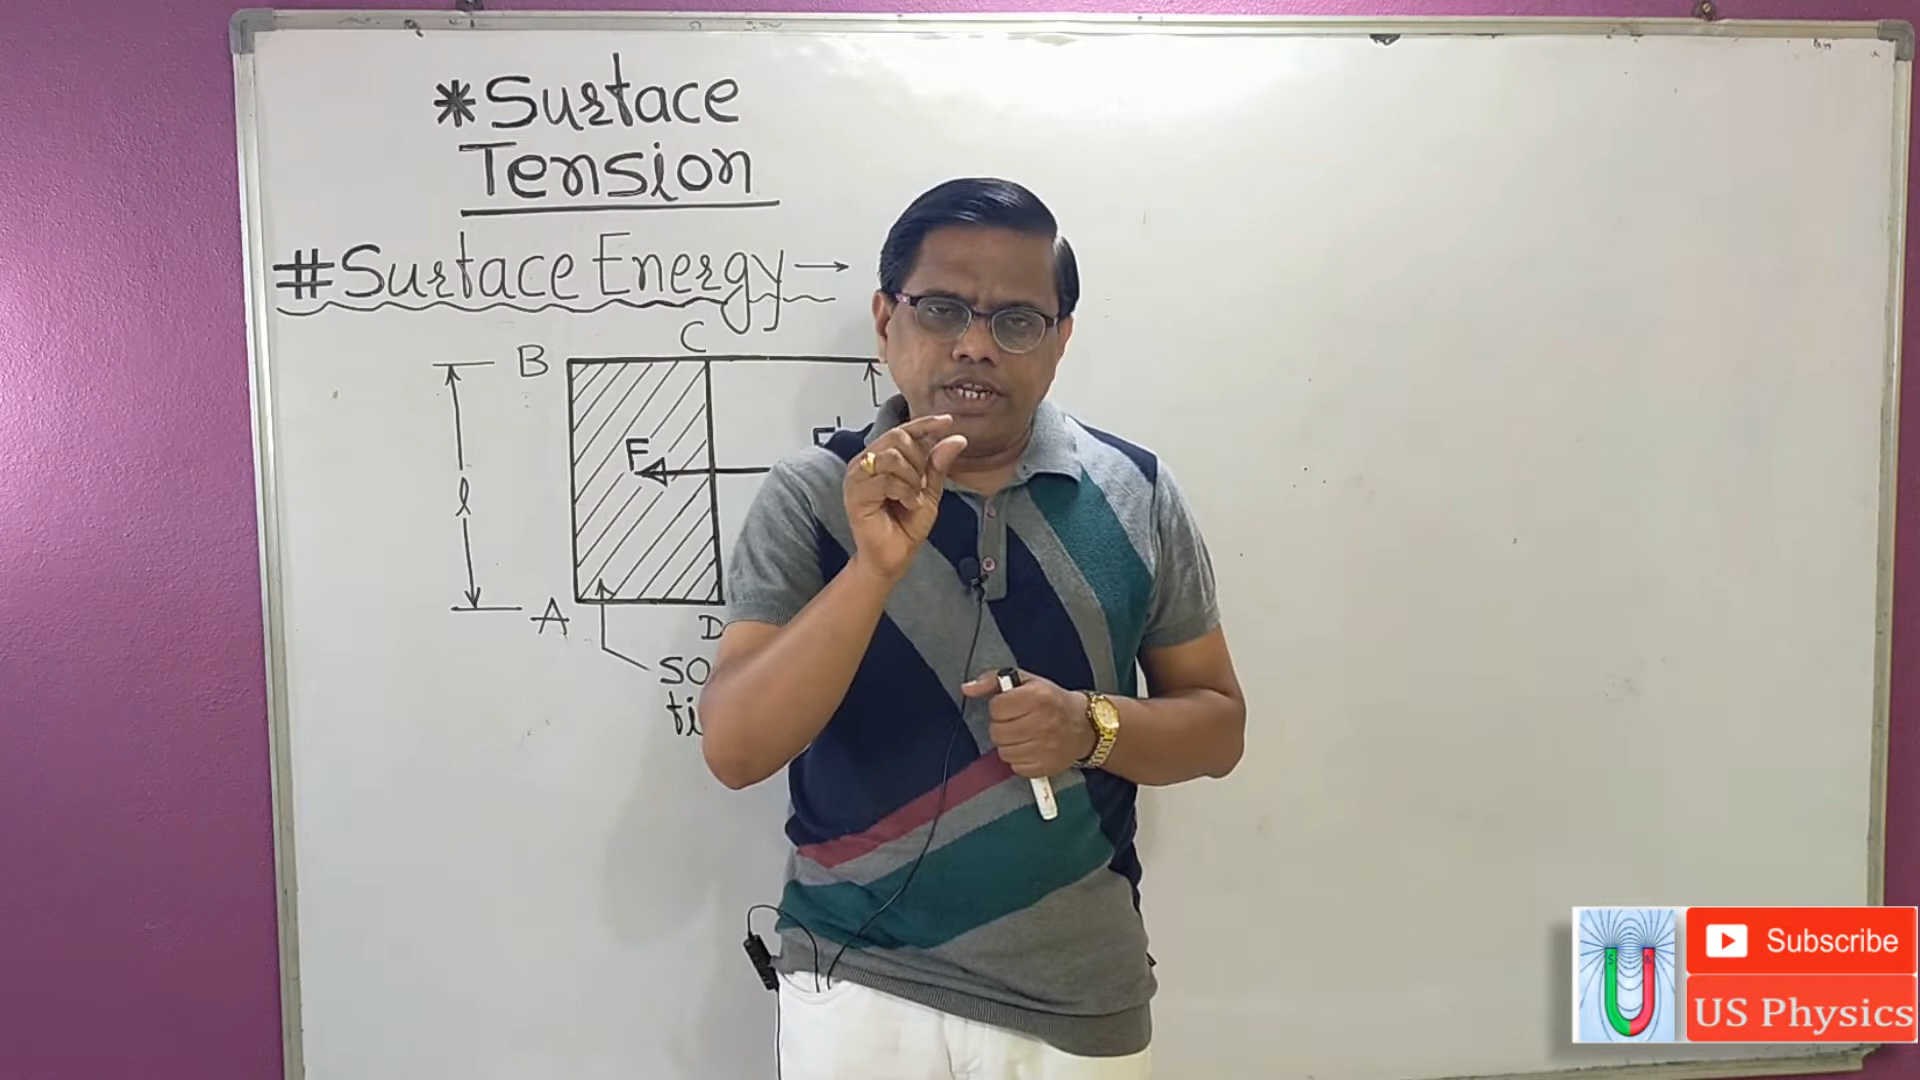 *Surface
Tension
#Surface Energy→
B
C
F
F'
l
A
D
Subscribe
US Physics